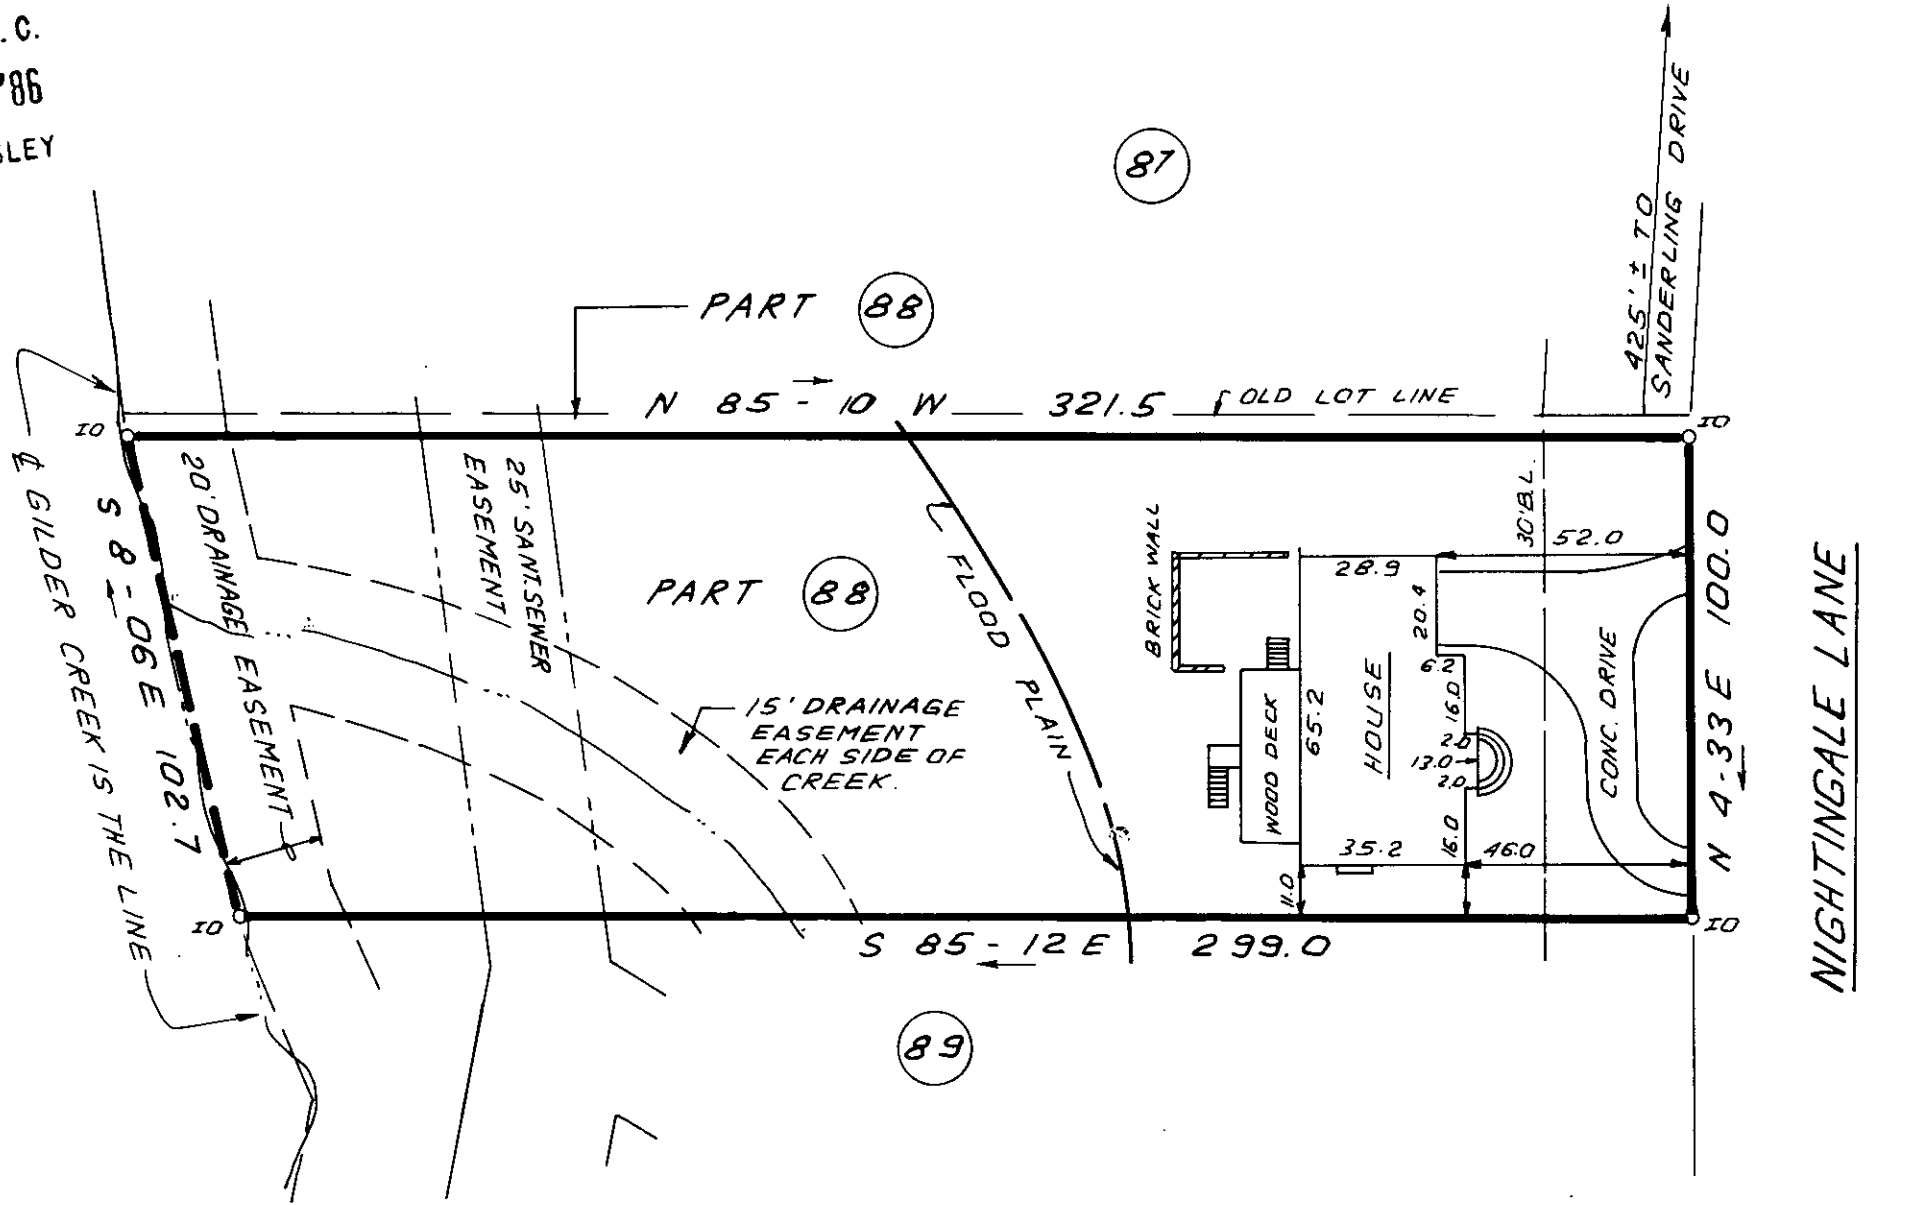 .C.
'86
SLEY
87
425' ± TO
SANDERLING DRIVE
PART 88
N 85 - 10 W 321.5
OLD LOT LINE
IO
IO
₵ GILDER CREEK IS THE LINE
S 8 - 06 E 102.7
20' DRAINAGE EASEMENT
25' SANT. SEWER
EASEMENT
PART 88
FLOOD PLAIN
15' DRAINAGE
EASEMENT
EACH SIDE OF
CREEK.
BRICK WALL
WOOD DECK
HOUSE
28.9
20.4
6.2
16.0
2.0
13.0
2.0
16.0
65.2
35.2
11.0
46.0
52.0
30' B.L.
CONC. DRIVE
N 4-33 E 100.0
NIGHTINGALE LANE
IO
IO
S 85 - 12 E 299.0
89